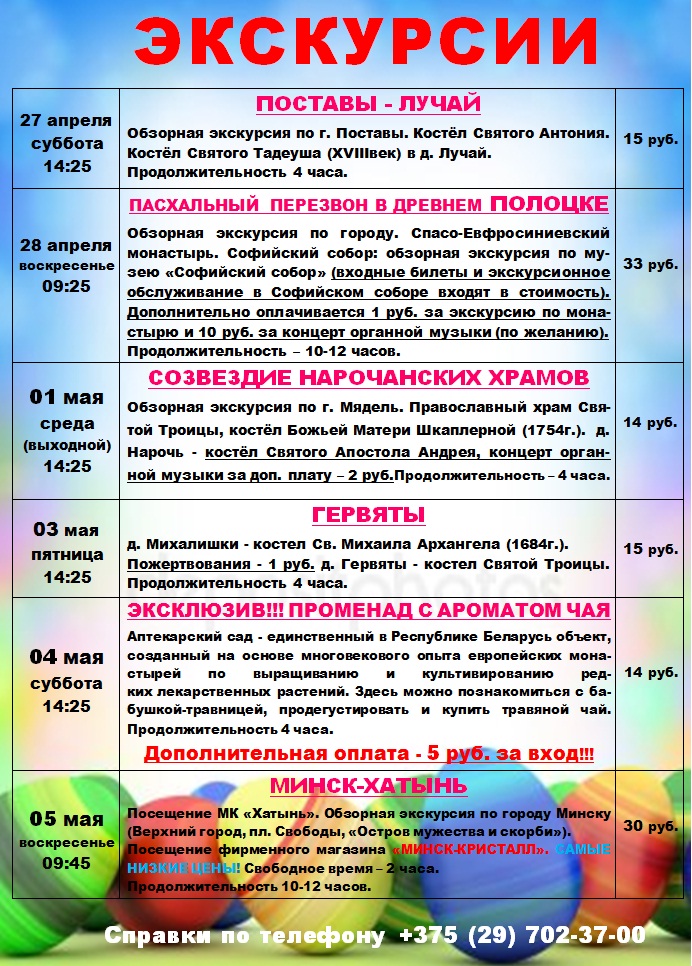 ЭКСКУРСИИ
27 апреля
суббота
14:25
ПОСТАВЫ - ЛУЧАЙ
Обзорная экскурсия по г. Поставы. Костёл Святого Антония.
Костёл Святого Тадеуша (XVIIIвек) в д. Лучай.
Продолжительность 4 часа.
15 руб.
28 апреля
воскресенье
09:25
ПАСХАЛЬНЫЙ ПЕРЕЗВОН В ДРЕВНЕМ ПОЛОЦКЕ
Обзорная экскурсия по городу. Спасо-Евфросиниевский
монастырь. Софийский собор: обзорная экскурсия по му-
зею «Софийский собор» (входные билеты и экскурсионное
обслуживание в Софийском соборе входят в стоимость).
Дополнительно оплачивается 1 руб. за экскурсию по мона-
стырю и 10 руб. за концерт органной музыки (по желанию).
Продолжительность – 10-12 часов.
33 руб.
01 мая
среда
(выходной)
14:25
СОЗВЕЗДИЕ НАРОЧАНСКИХ ХРАМОВ
Обзорная экскурсия по г. Мядель. Православный храм Свя-
той Троицы, костёл Божьей Матери Шкаплерной (1754г.). д.
Нарочь - костёл Святого Апостола Андрея, концерт орган-
ной музыки за доп. плату – 2 руб.Продолжительность – 4 часа.
14 руб.
03 мая
пятница
14:25
ГЕРВЯТЫ
д. Михалишки - костел Св. Михаила Архангела (1684г.).
Пожертвования - 1 руб. д. Гервяты - костел Святой Троицы.
Продолжительность 4 часа.
15 руб.
04 мая
суббота
14:25
ЭКСКЛЮЗИВ!!! ПРОМЕНАД С АРОМАТОМ ЧАЯ
Аптекарский сад - единственный в Республике Беларусь объект,
созданный на основе многовекового опыта европейских мона-
стырей по выращиванию и культивированию ред-
ких лекарственных растений. Здесь можно познакомиться с ба-
бушкой-травницей, продегустировать и купить травяной чай.
Продолжительность 4 часа.
Дополнительная оплата - 5 руб. за вход!!!
14 руб.
05 мая
воскресенье
09:45
МИНСК-ХАТЫНЬ
Посещение МК «Хатынь». Обзорная экскурсия по городу Минску
(Верхний город, пл. Свободы, «Остров мужества и скорби»).
Посещение фирменного магазина «МИНСК-КРИСТАЛЛ». САМЫЕ
НИЗКИЕ ЦЕНЫ! Свободное время – 2 часа.
Продолжительность 10-12 часов.
30 руб.
Справки по телефону +375 (29) 702-37-00